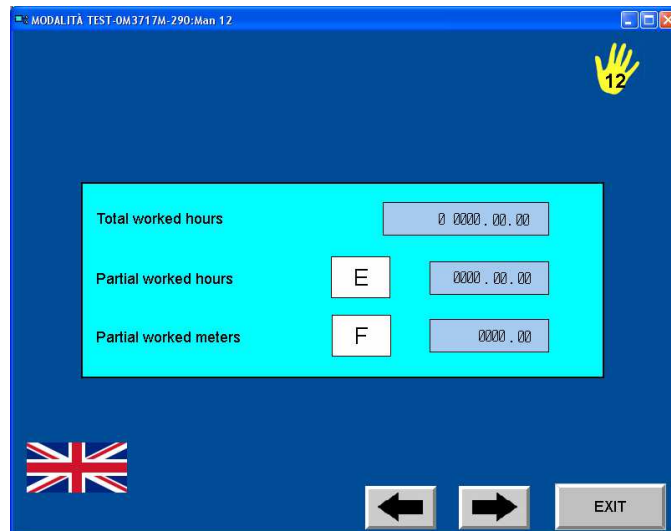 MODALITÀ TEST-0M3717M-290:Man 12
12
Total worked hours 0 0000.00.00
Partial worked hours E 0000.00.00
Partial worked meters F 0000.00
EXIT